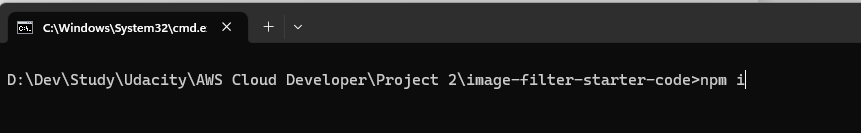 C:\Windows\System32\cmd.e
D:\Dev\Study\Udacity\AWS Cloud Developer\Project 2\image-filter-starter-code>npm i